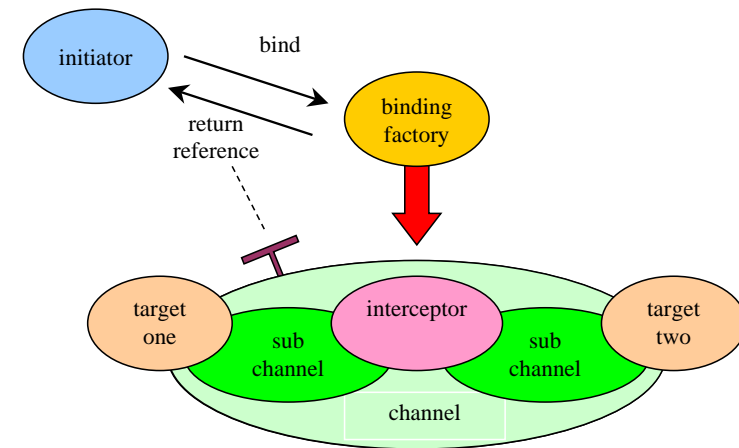 initiator
bind
binding
factory
return
reference
target
one
sub
channel
interceptor
sub
channel
target
two
channel